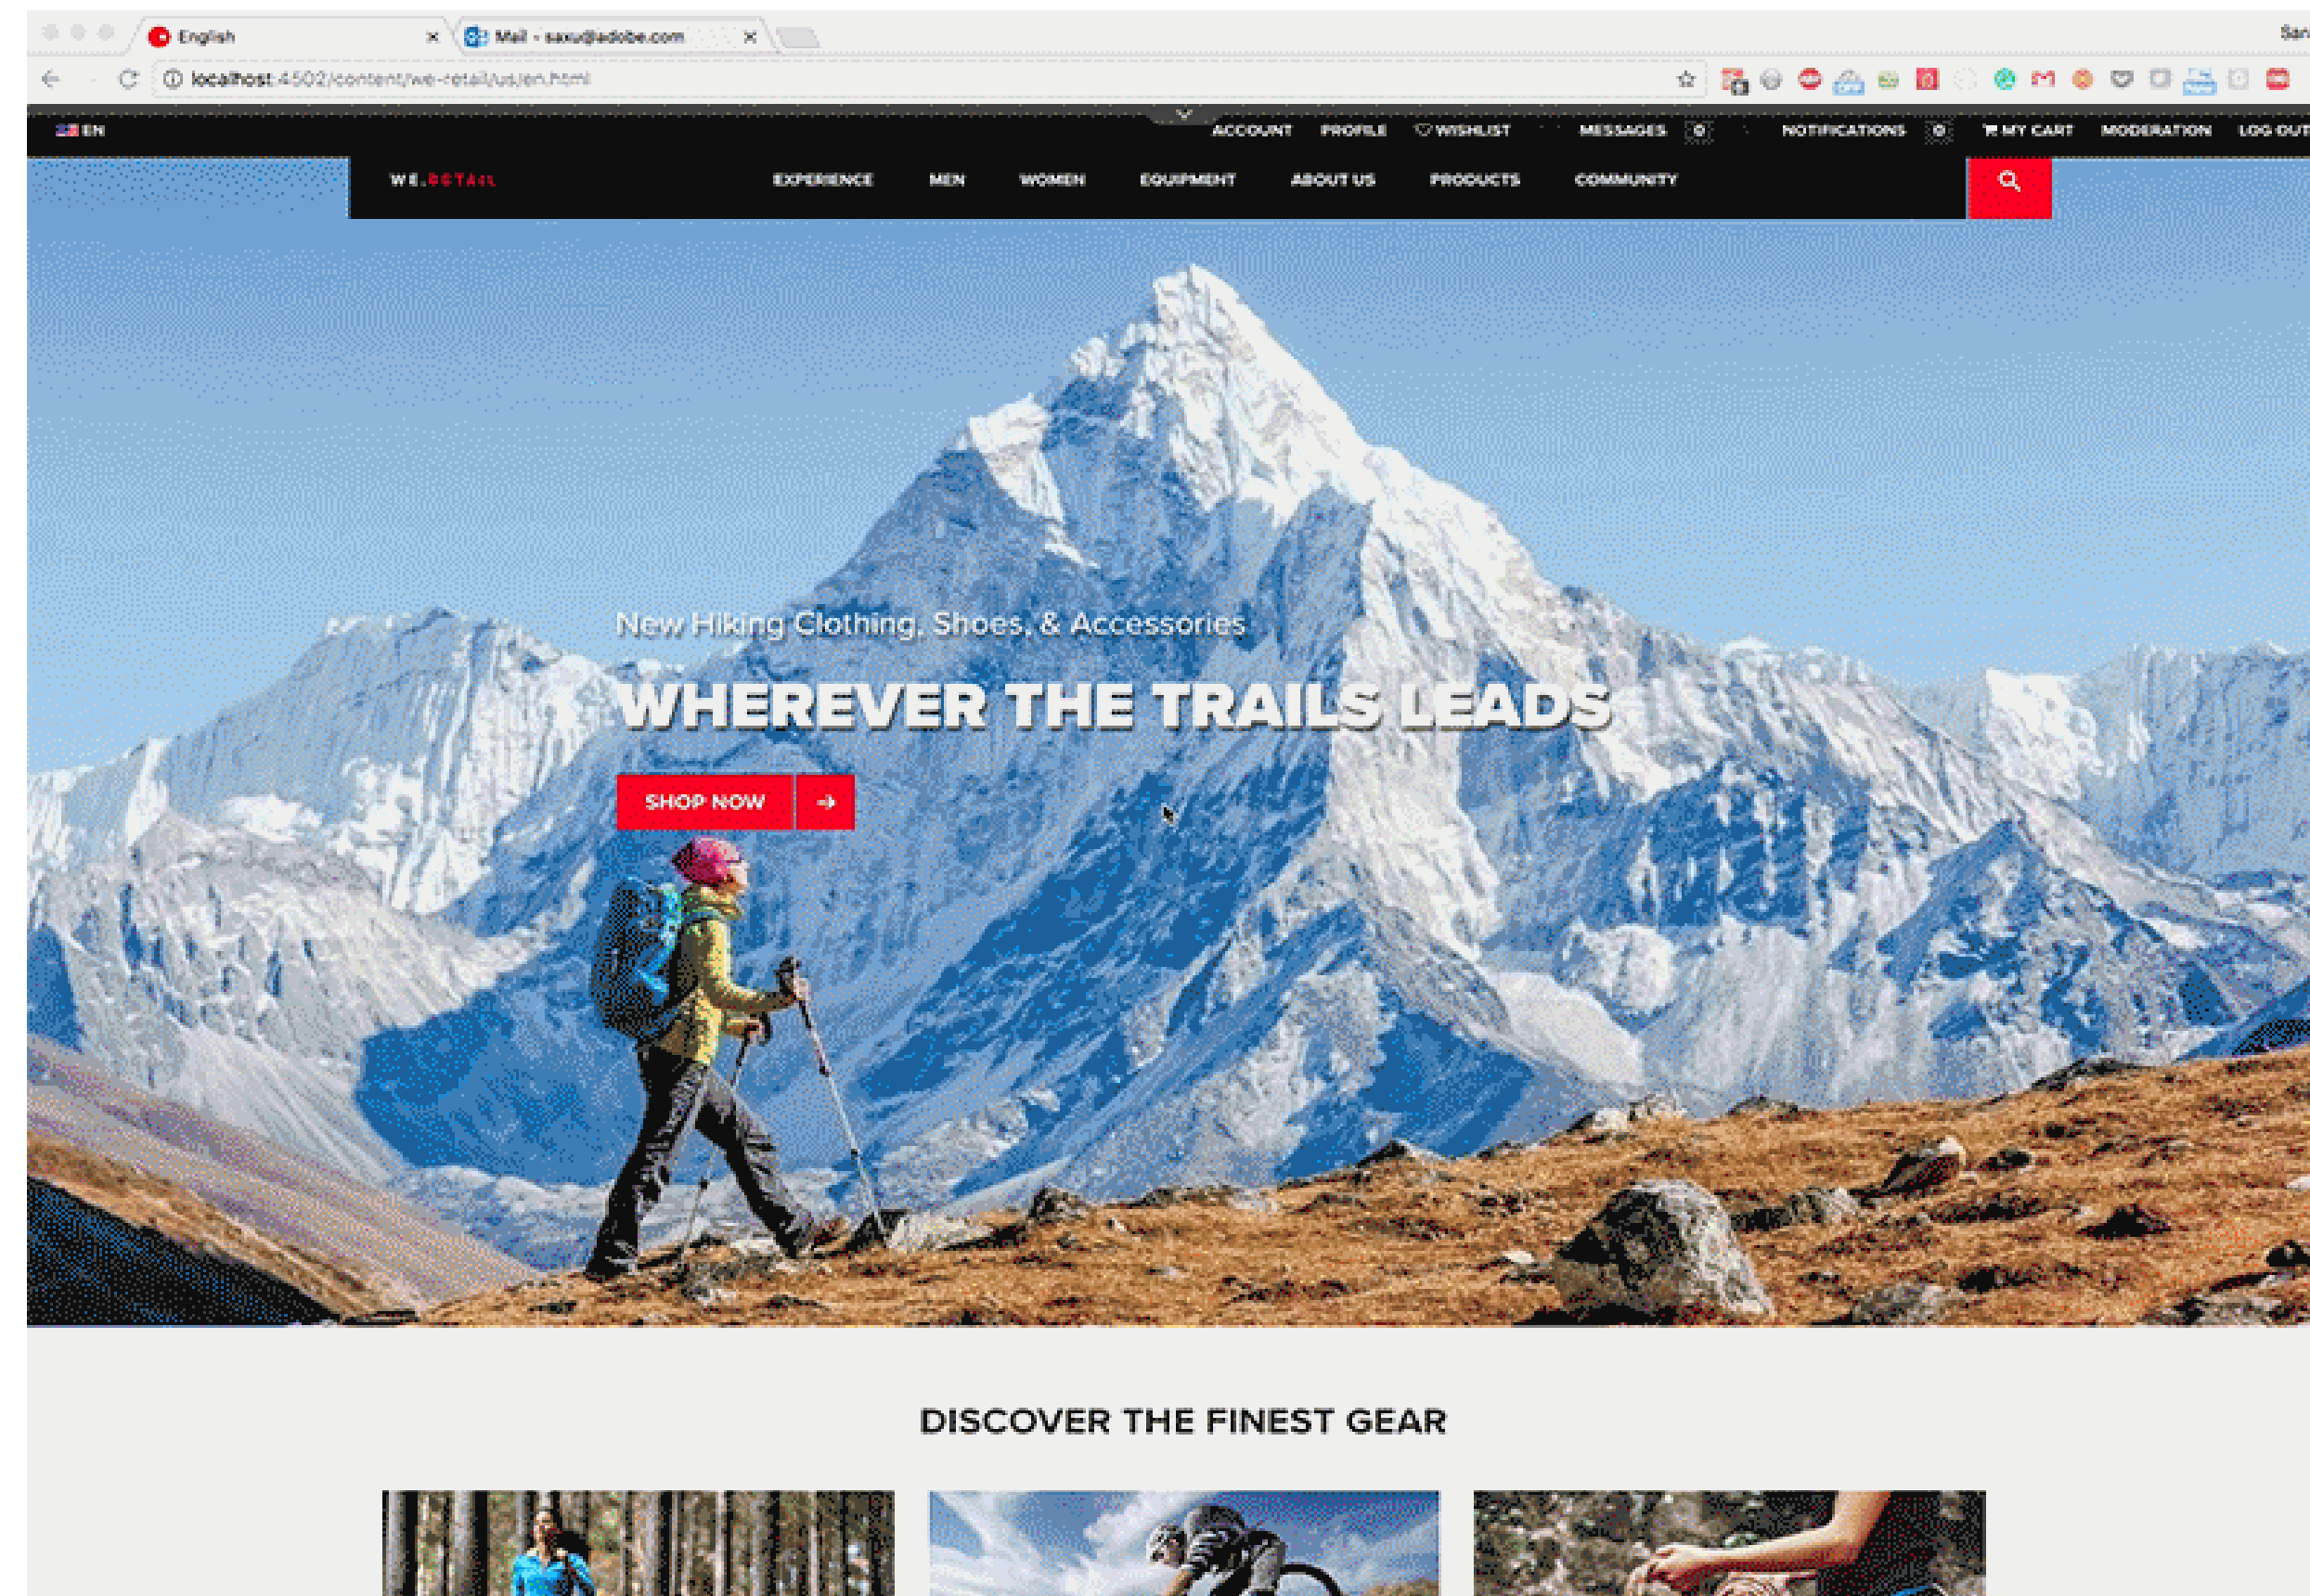 English × Mail - saxu@adobe.com ×
San
localhost:4502/content/we-retail/us/en.html
EN ACCOUNT PROFILE WISHLIST MESSAGES 0 NOTIFICATIONS 0 MY CART MODERATION LOG OUT
WE.RETAIL EXPERIENCE MEN WOMEN EQUIPMENT ABOUT US PRODUCTS COMMUNITY
New Hiking Clothing, Shoes, & Accessories
WHEREVER THE TRAILS LEADS
SHOP NOW
DISCOVER THE FINEST GEAR